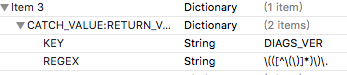 Item 3 Dictionary (1 item)
CATCH_VALUE:RETURN_V... Dictionary (2 items)
KEY String DIAGS_VER
REGEX String \(([^\(\)]*)\)\.